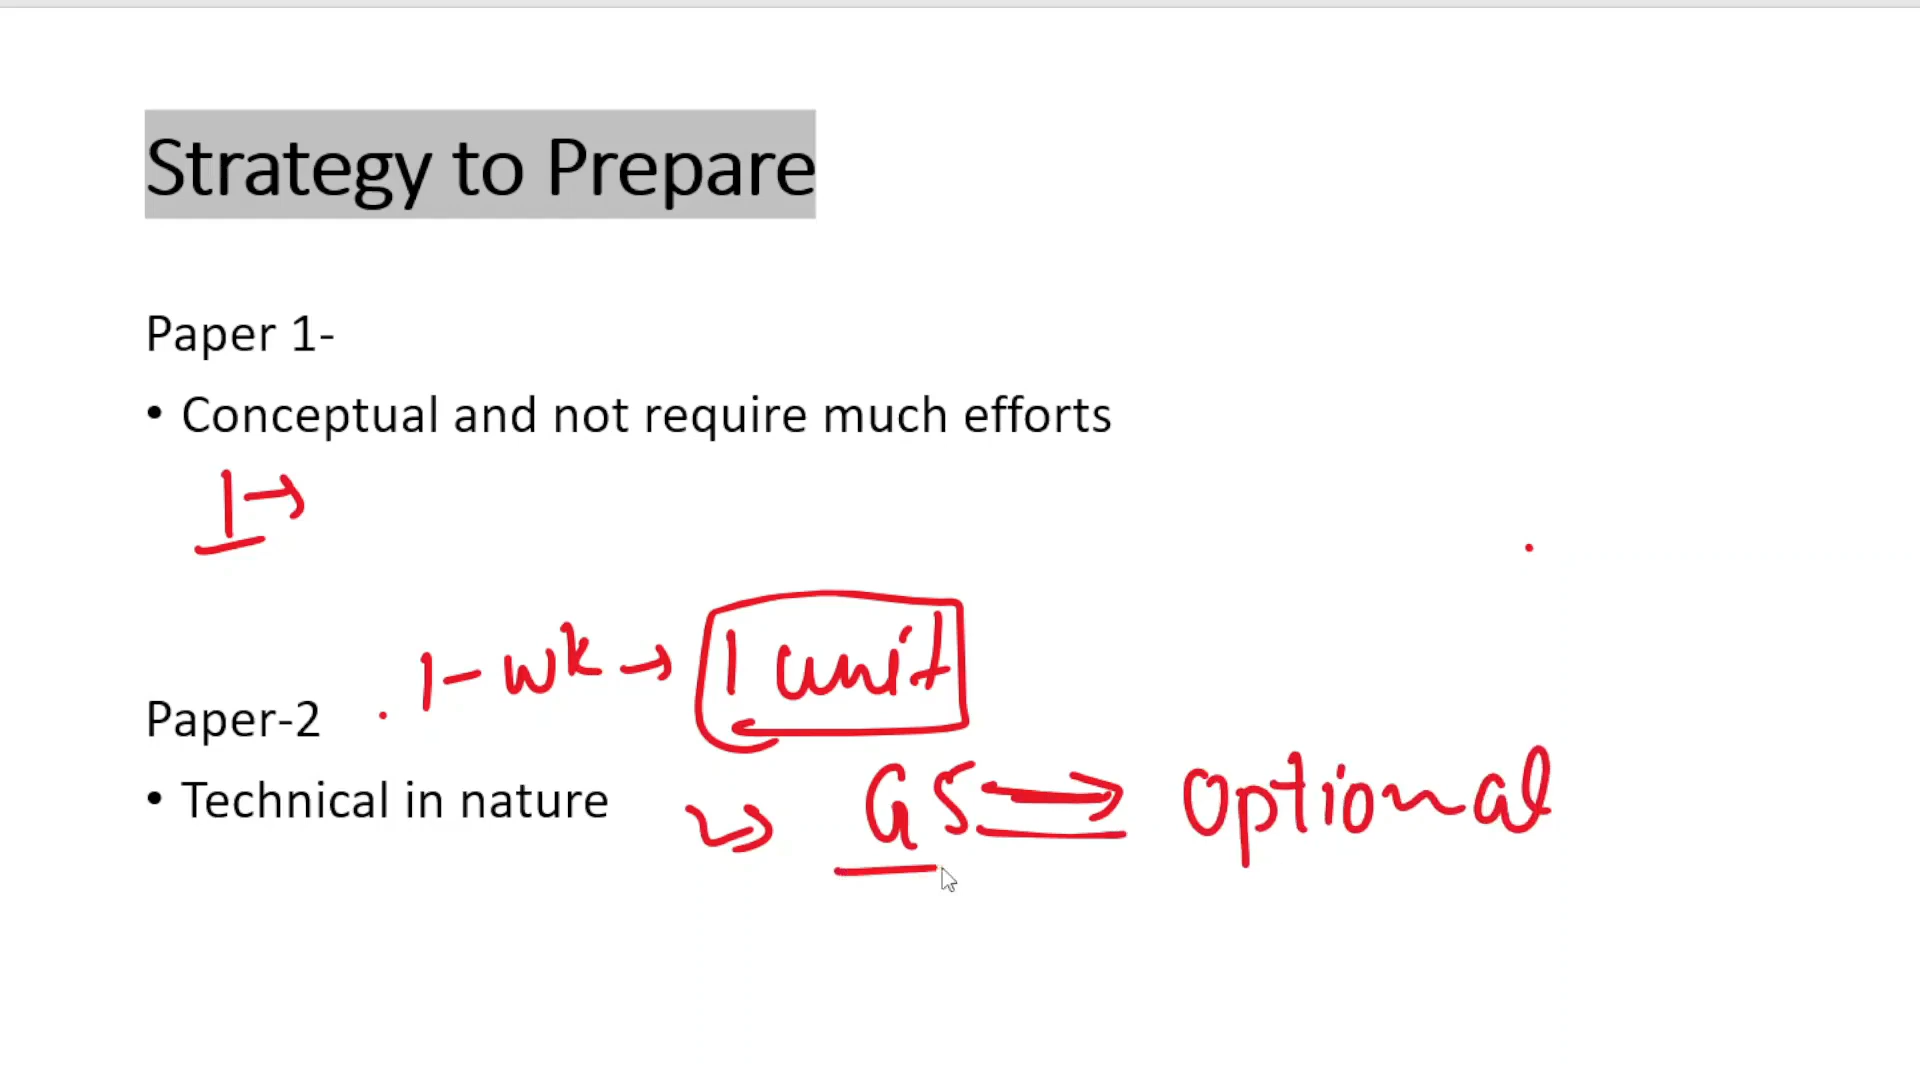 Strategy to Prepare
Paper 1-
• Conceptual and not require much efforts
1→
1-wk → 1 unit
Paper-2
• Technical in nature
GS ⇒ Optional